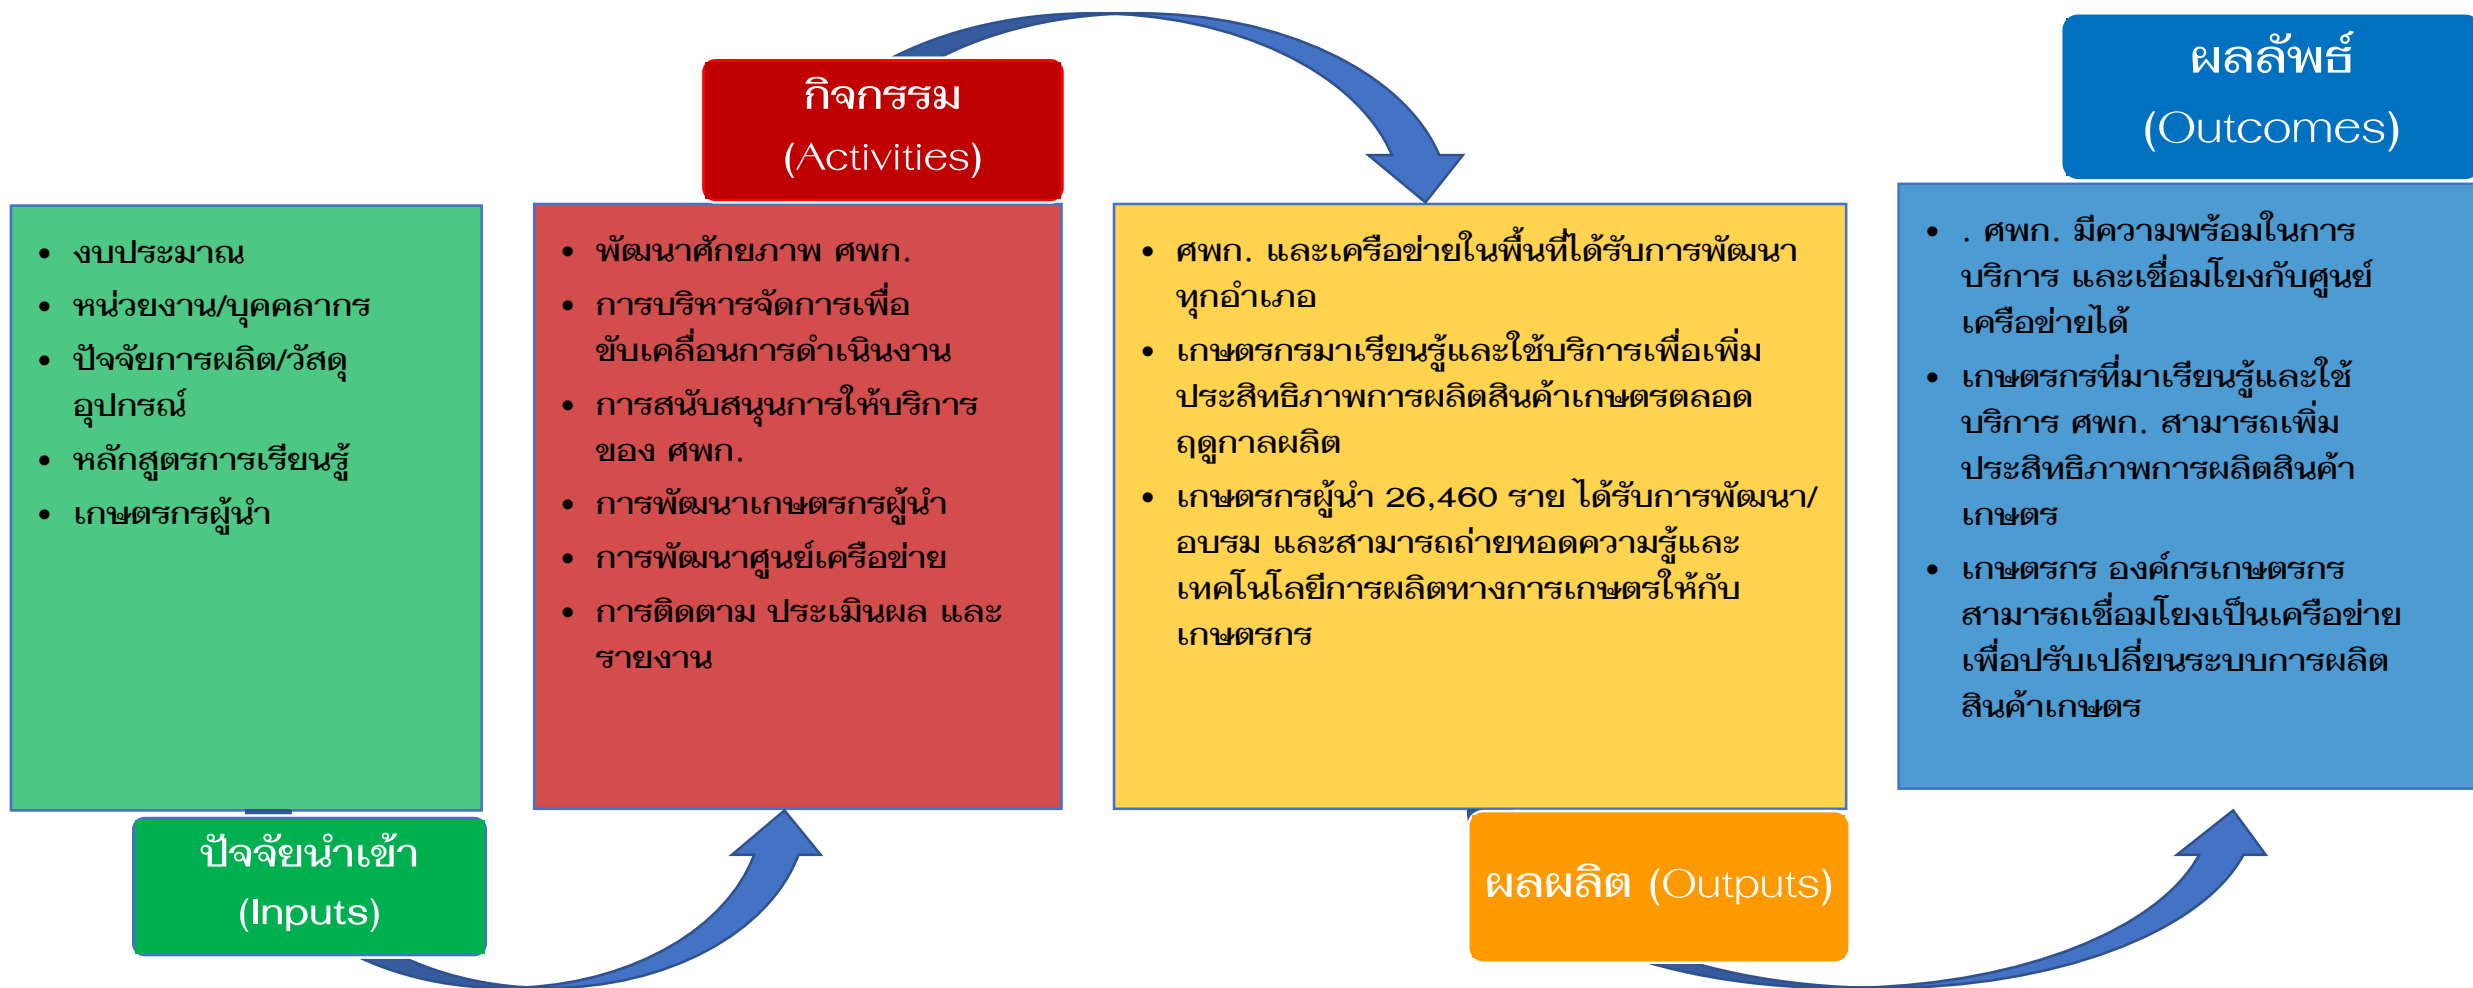 งบประมาณ
หน่วยงาน/บุคคลากร
ปัจจัยการผลิต/วัสดุ
อุปกรณ์
หลักสูตรการเรียนรู้
เกษตรกรผู้นำ
ปัจจัยนำเข้า
(Inputs)
กิจกรรม
(Activities)
พัฒนาศักยภาพ ศพก.
การบริหารจัดการเพื่อ
ขับเคลื่อนการดำเนินงาน
การสนับสนุนการให้บริการ
ของ ศพก.
การพัฒนาเกษตรกรผู้นำ
การพัฒนาศูนย์เครือข่าย
การติดตาม ประเมินผล และ
รายงาน
ศพก. และเครือข่ายในพื้นที่ได้รับการพัฒนา
ทุกอำเภอ
เกษตรกรมาเรียนรู้และใช้บริการเพื่อเพิ่ม
ประสิทธิภาพการผลิตสินค้าเกษตรตลอด
ฤดูกาลผลิต
เกษตรกรผู้นำ 26,460 ราย ได้รับการพัฒนา/
อบรม และสามารถถ่ายทอดความรู้และ
เทคโนโลยีการผลิตทางการเกษตรให้กับ
เกษตรกร
ผลผลิต (Outputs)
ผลลัพธ์
(Outcomes)
. ศพก. มีความพร้อมในการ
บริการ และเชื่อมโยงกับศูนย์
เครือข่ายได้
เกษตรกรที่มาเรียนรู้และใช้
บริการ ศพก. สามารถเพิ่ม
ประสิทธิภาพการผลิตสินค้า
เกษตร
เกษตรกร องค์กรเกษตรกร
สามารถเชื่อมโยงเป็นเครือข่าย
เพื่อปรับเปลี่ยนระบบการผลิต
สินค้าเกษตร